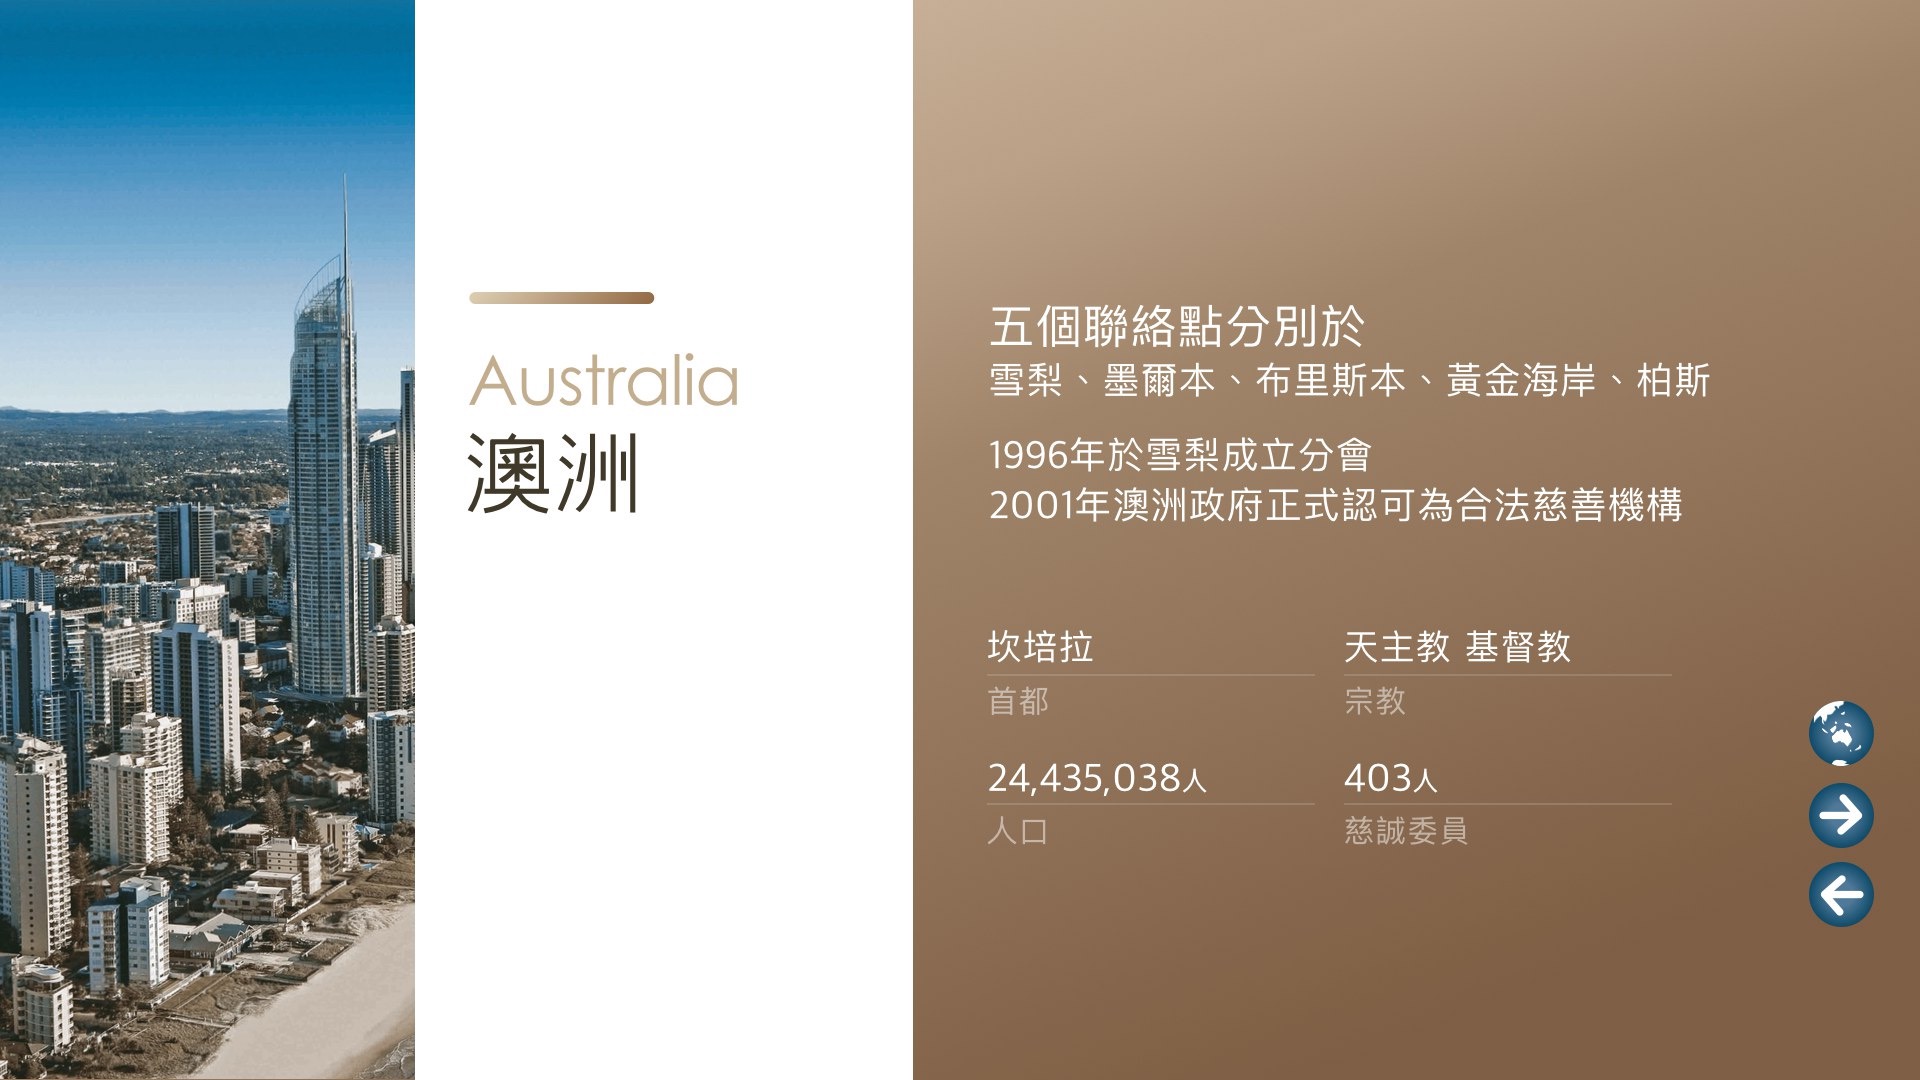 Australia
澳洲
五個聯絡點分別於
雪梨、墨爾本、布里斯本、黃金海岸、柏斯
1996年於雪梨成立分會
2001年澳洲政府正式認可為合法慈善機構
坎培拉
首都
天主教 基督教
宗教
24,435,038人
人口
403人
慈誠委員